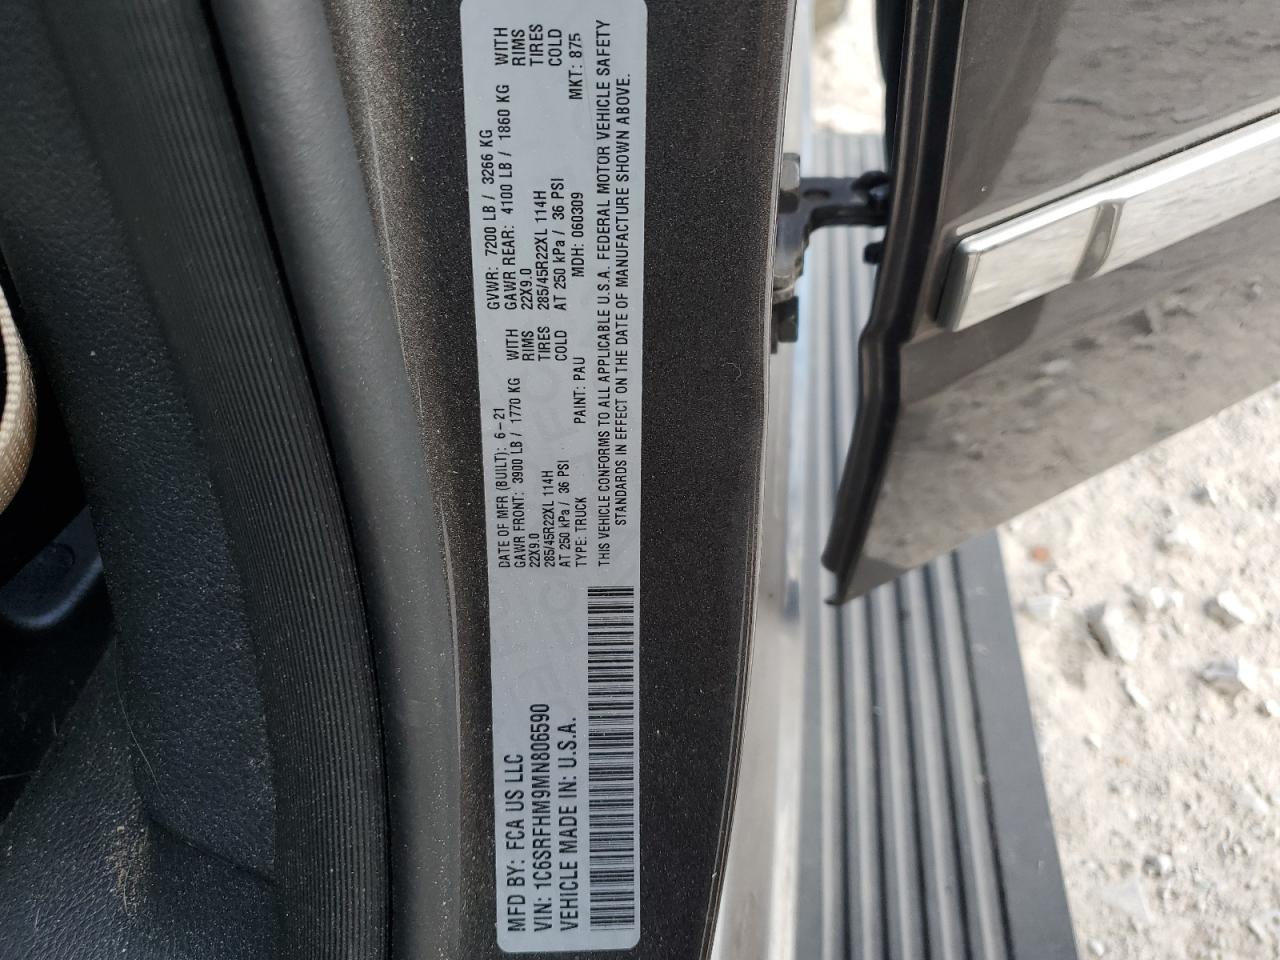 MFD BY: FCA US LLC
VIN: 1C6SRFHM9MN806590
VEHICLE MADE IN: U.S.A.
DATE OF MFR (BUILT): 6-21 GVWR: 7200 LB / 3266 KG
GAWR FRONT: 3900 LB / 1770 KG WITH GAWR REAR: 4100 LB / 1860 KG WITH
22X9.0 RIMS 22X9.0 RIMS
285/45R22XL 114H TIRES 285/45R22XL 114H TIRES
AT 250 kPa / 36 PSI COLD AT 250 kPa / 36 PSI COLD
TYPE: TRUCK PAINT: PAU MDH: 060309 MKT: 875
THIS VEHICLE CONFORMS TO ALL APPLICABLE U.S.A. FEDERAL MOTOR VEHICLE SAFETY
STANDARDS IN EFFECT ON THE DATE OF MANUFACTURE SHOWN ABOVE.